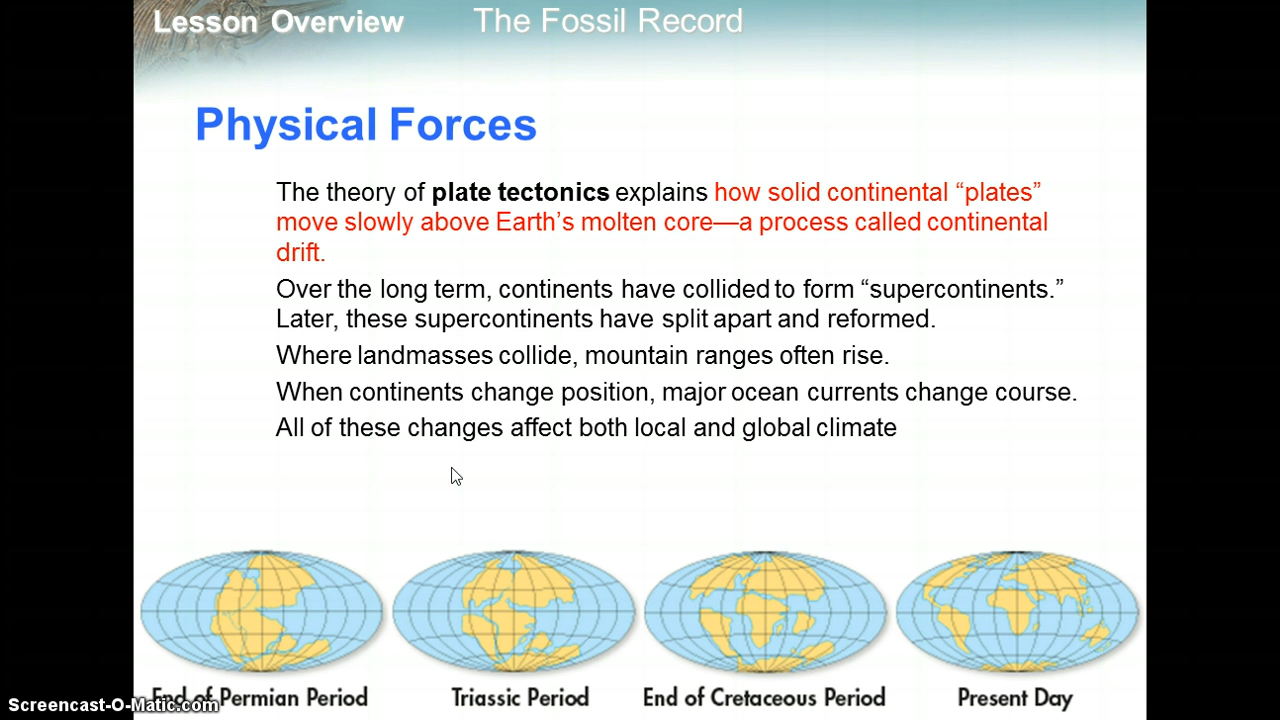 Lesson Overview The Fossil Record
Physical Forces
The theory of plate tectonics explains how solid continental “plates”
move slowly above Earth’s molten core—a process called continental
drift.
Over the long term, continents have collided to form “supercontinents.”
Later, these supercontinents have split apart and reformed.
Where landmasses collide, mountain ranges often rise.
When continents change position, major ocean currents change course.
All of these changes affect both local and global climate
End of Permian Period Triassic Period End of Cretaceous Period Present Day
Screencast-O-Matic.com